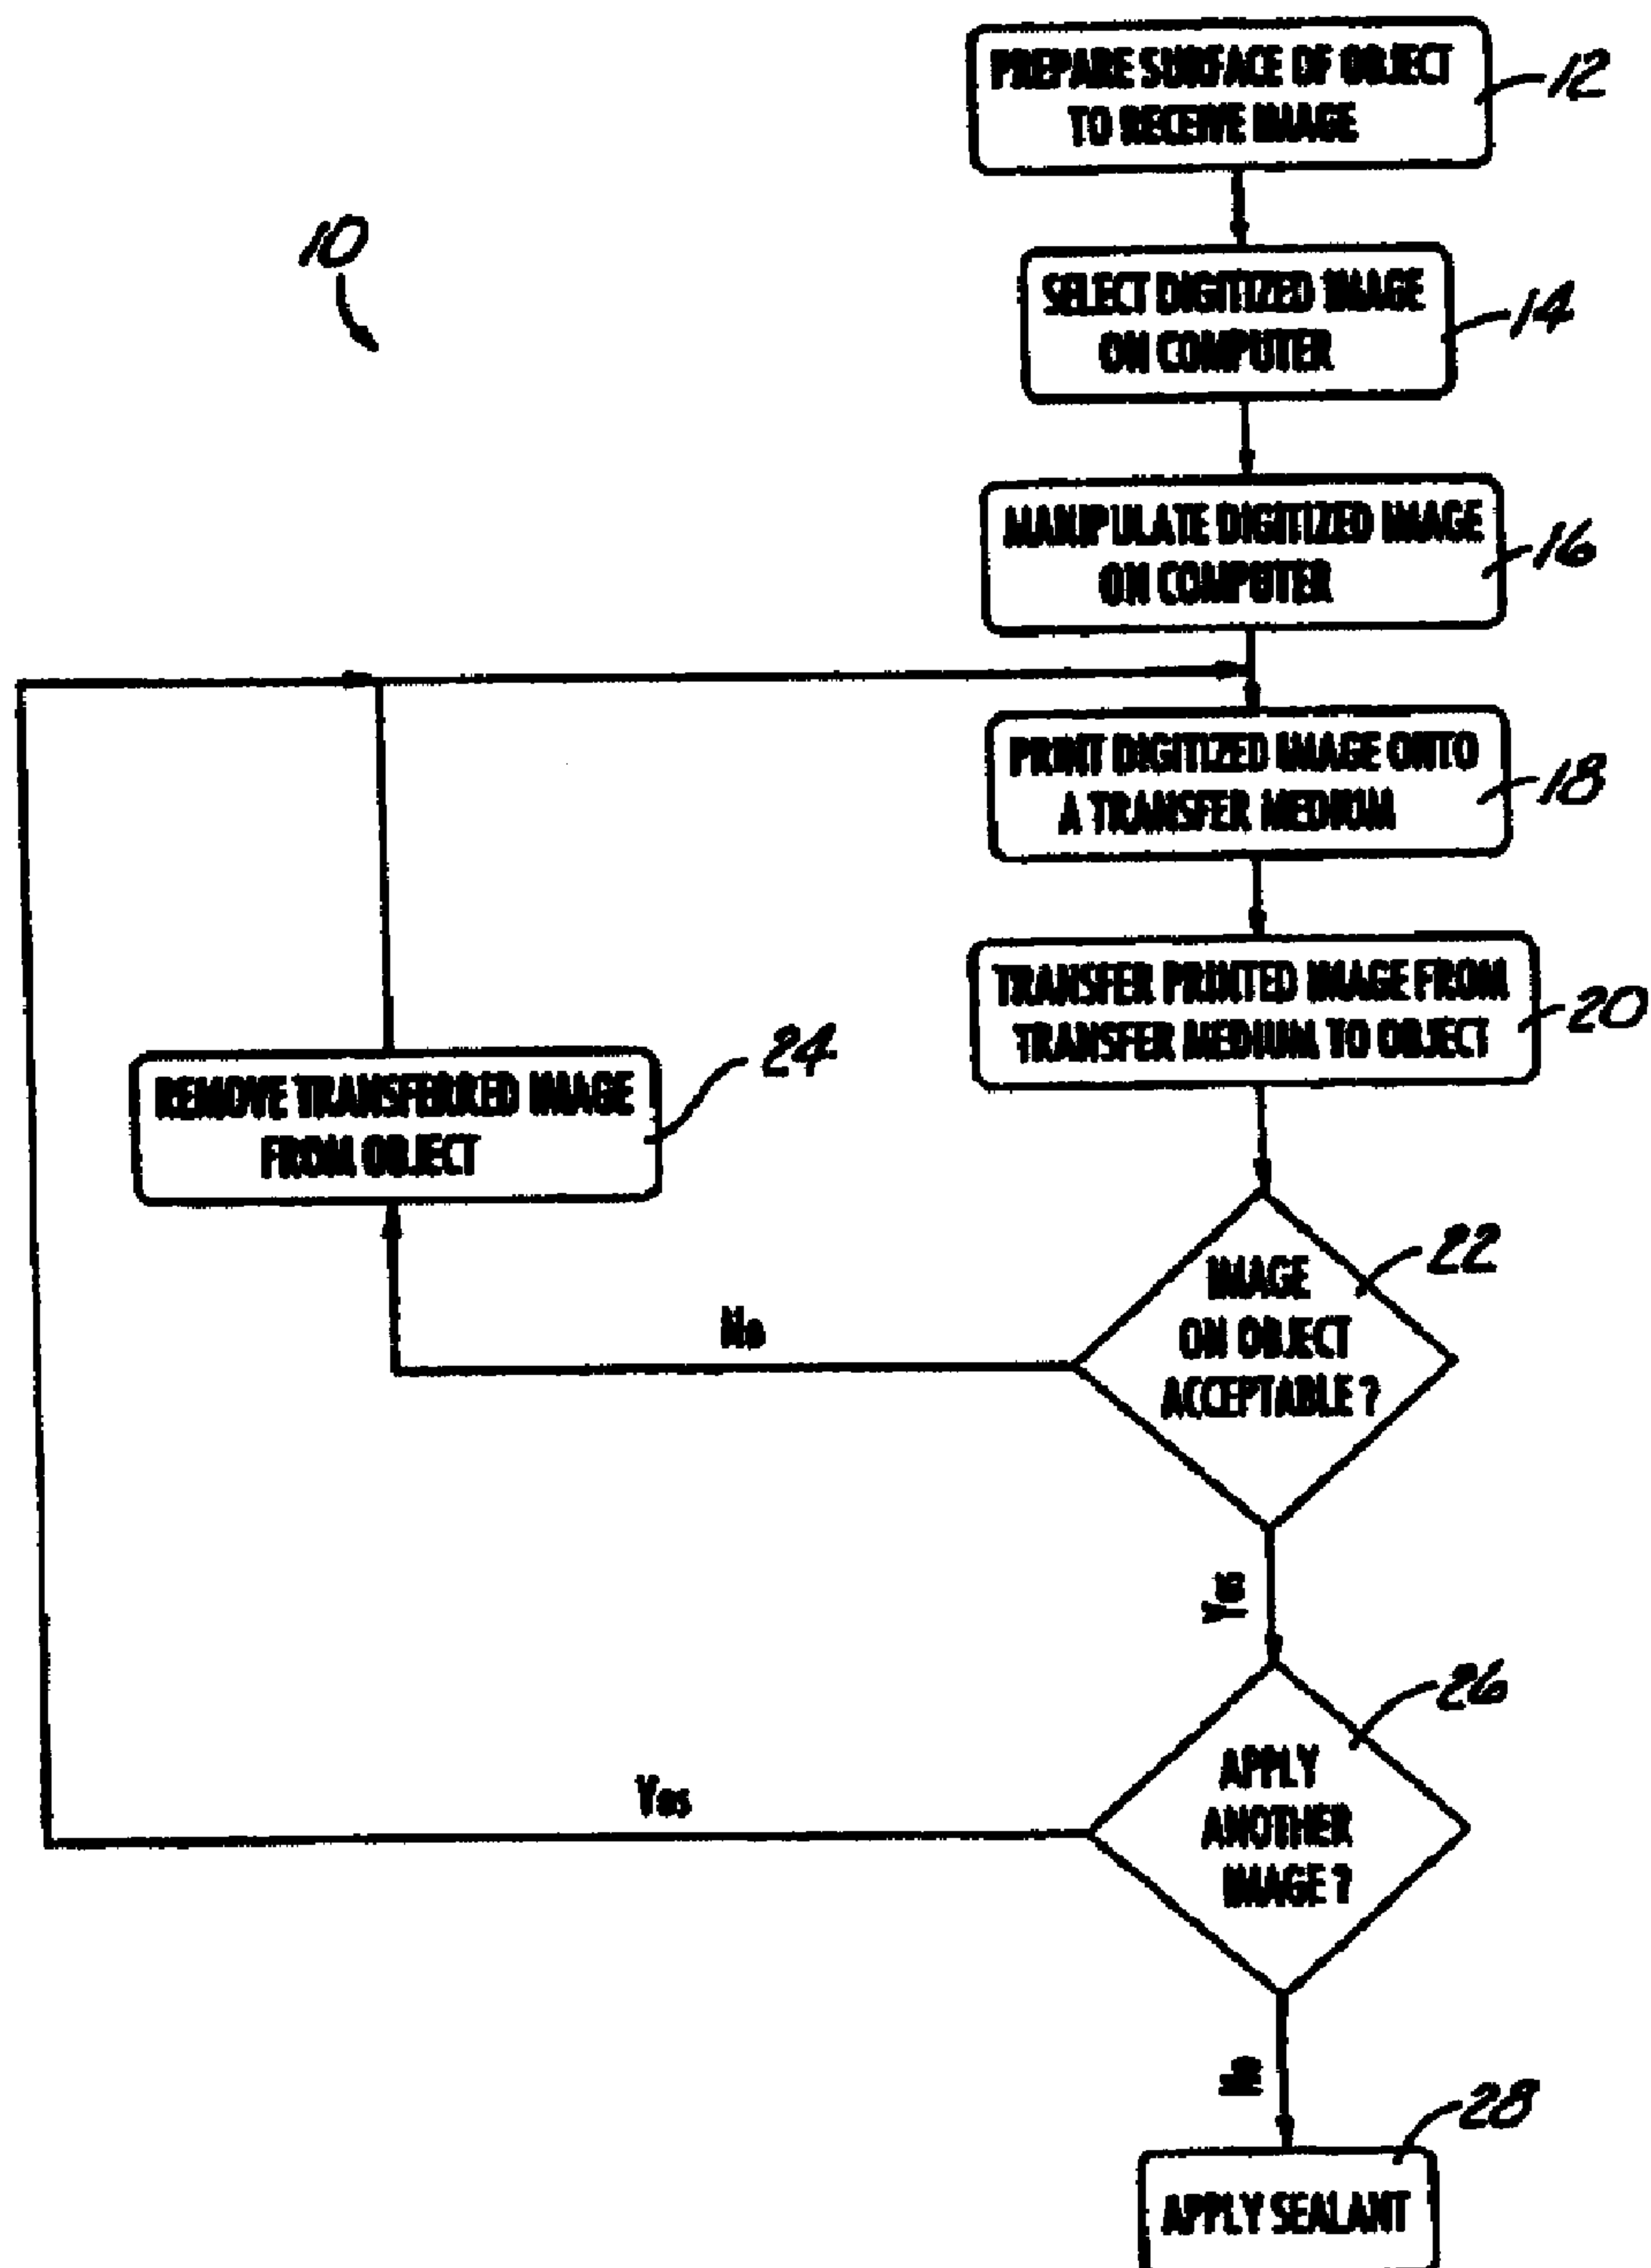 PREPARE SURFACE OF OBJECT
TO RECEIVE IMAGE
12
10
SELECT DIGITIZED IMAGE
ON COMPUTER
14
MANIPULATE DIGITIZED IMAGE
ON COMPUTER
16
PRINT DIGITIZED IMAGE ONTO
A TRANSFER MEDIUM
18
TRANSFER PRINTED IMAGE FROM
TRANSFER MEDIUM TO OBJECT
20
REMOVE TRANSFERRED IMAGE
FROM OBJECT
24
IMAGE
ON OBJECT
ACCEPTABLE?
22
No
Yes
APPLY
ANOTHER
IMAGE?
26
Yes
No
APPLY SEALANT
28